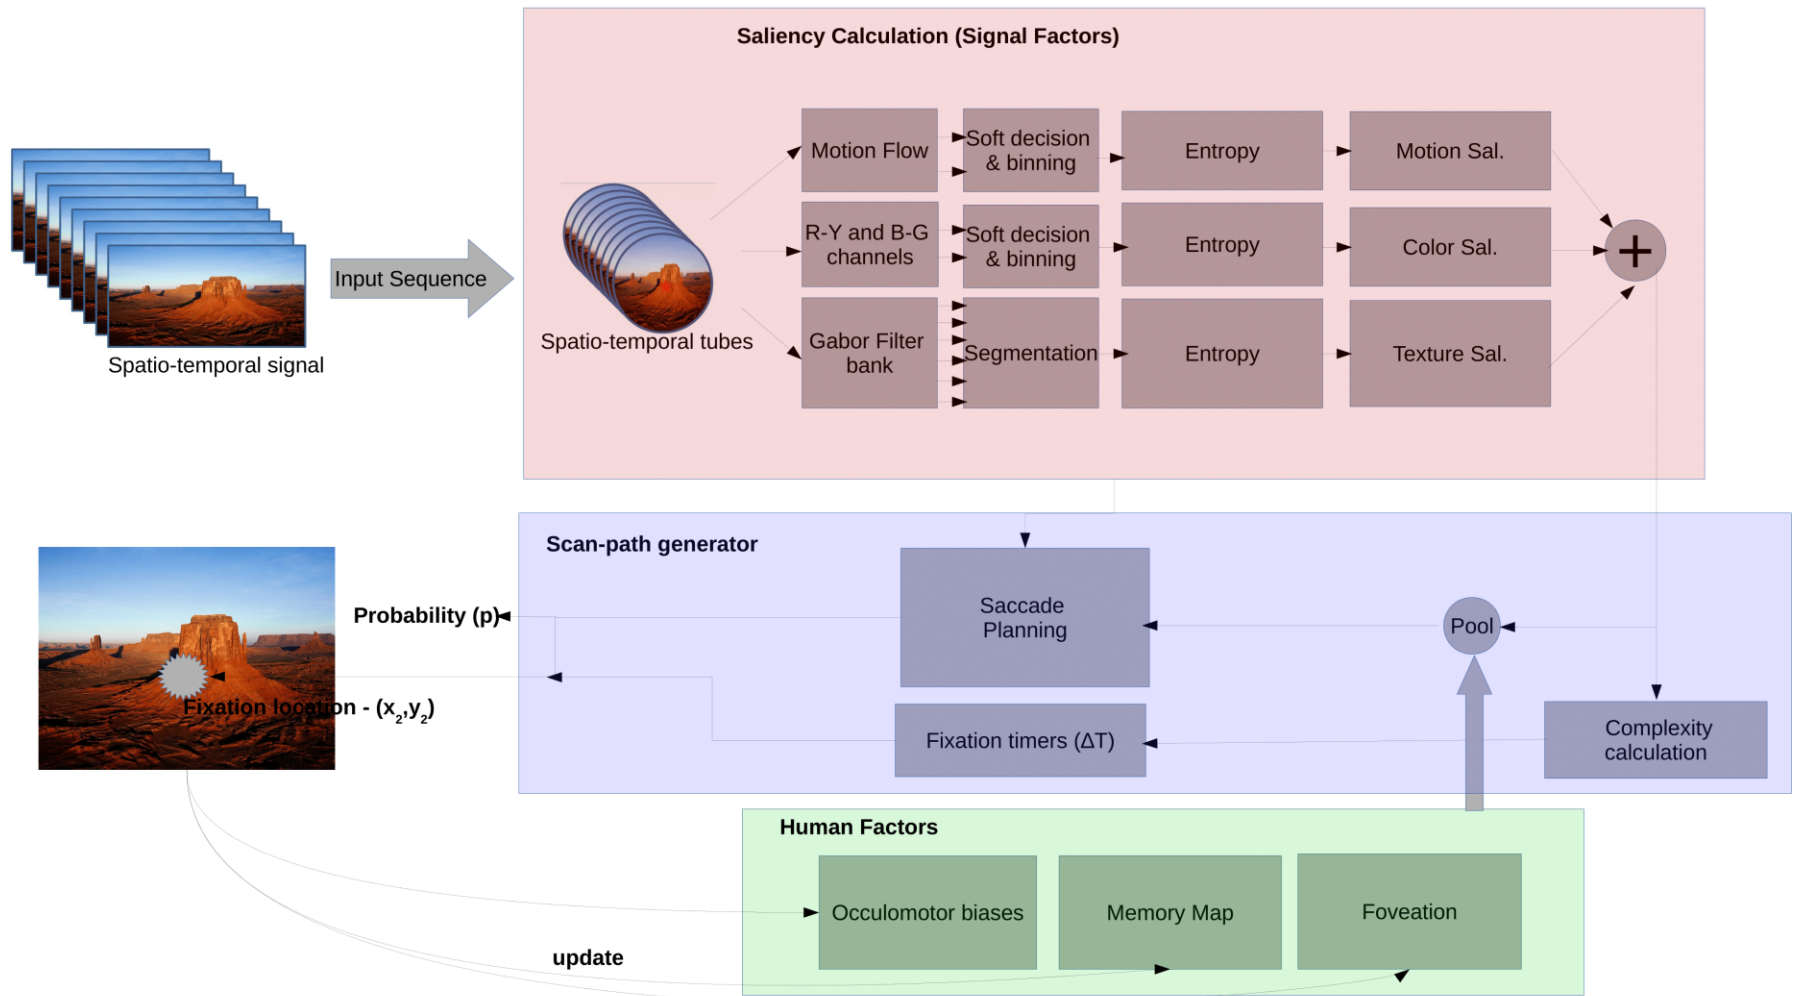 Saliency Calculation (Signal Factors)
Motion Flow
Soft decision
& binning
Entropy
Motion Sal.
R-Y and B-G
channels
Soft decision
& binning
Entropy
Color Sal.
+
Input Sequence
Spatio-temporal tubes
Gabor Filter
bank
Segmentation
Entropy
Texture Sal.
Spatio-temporal signal
Scan-path generator
Saccade
Planning
Pool
Probability (p)
Fixation location - (x₂,y₂)
Fixation timers (ΔT)
Complexity
calculation
Human Factors
Occulomotor biases
Memory Map
Foveation
update